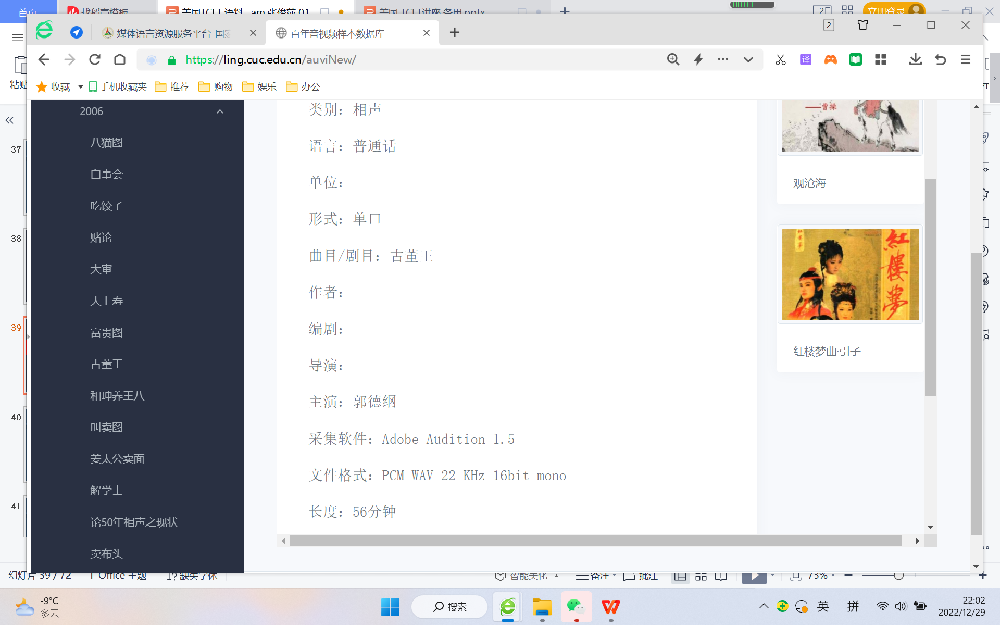 首页
找稻壳模板
美国TCLT 语料...am 张俊萍 01
美国 TCLT讲座 备用.pptx
立即登录
媒体语言资源服务平台-国家
百年音视频样本数据库
2
https://ling.cuc.edu.cn/auviNew/
译
收藏
手机收藏夹
推荐
购物
娱乐
办公
粘贴
37
38
39
40
41
2006
八猫图
白事会
吃饺子
赌论
大审
大上寿
富贵图
古董王
和珅养王八
叫卖图
姜太公卖面
解学士
论50年相声之现状
卖布头
类别：相声
语言：普通话
单位：
形式：单口
曲目/剧目：古董王
作者：
编剧：
导演：
主演：郭德纲
采集软件：Adobe Audition 1.5
文件格式：PCM WAV 22 KHz 16bit mono
长度：56分钟
——曹操
观沧海
紅樓夢
红楼梦曲·引子
幻灯片 39 / 72
1_Office 主题
缺失字体
智能美化
备注
批注
73%
-9°C
多云
搜索
英
拼
22:02
2022/12/29